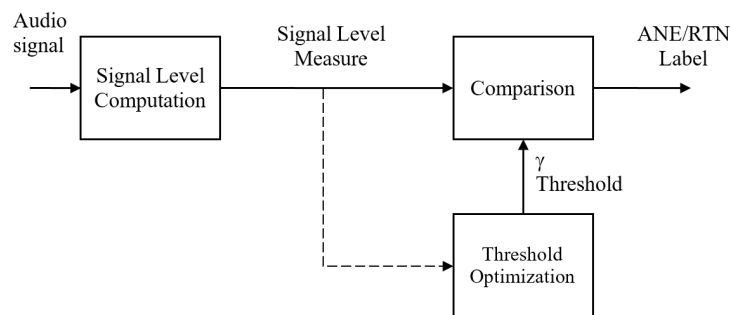 Audio
signal
Signal Level
Computation
Signal Level
Measure
Comparison
ANE/RTN
Label
γ
Threshold
Threshold
Optimization